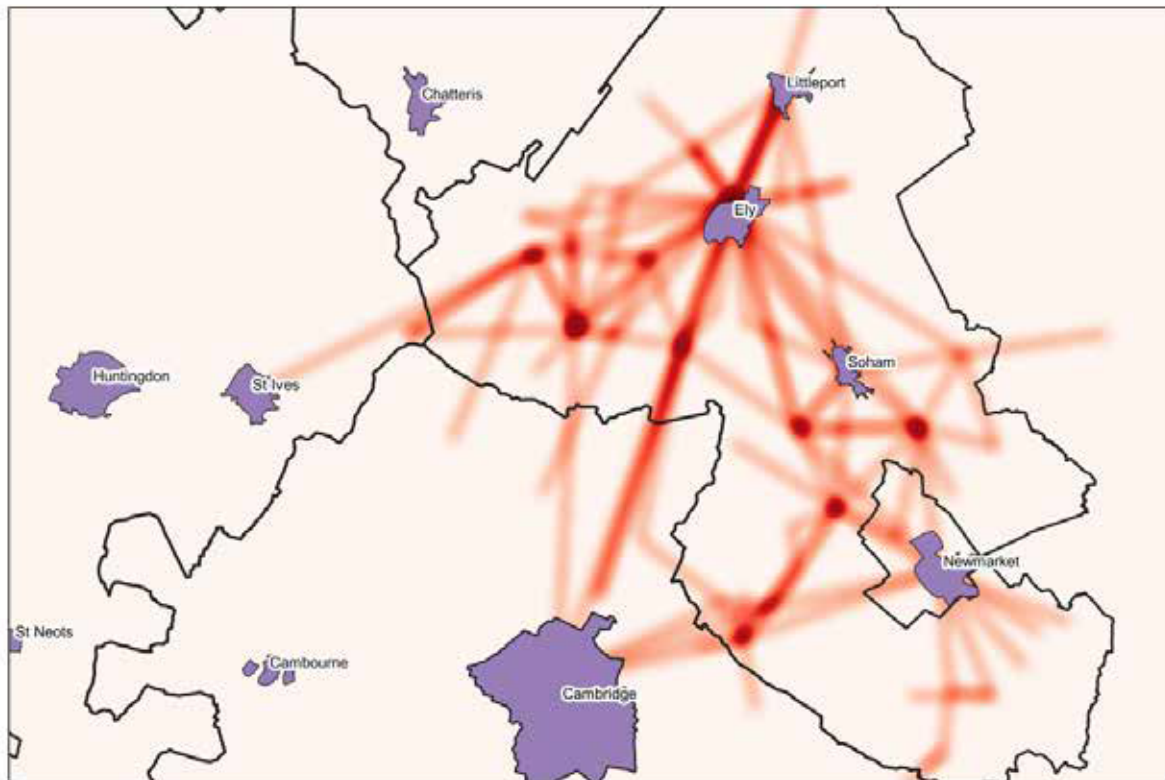 Littleport
Chatteris
Ely
Soham
Huntingdon
St Ives
Newmarket
St Neots
Cambourne
Cambridge